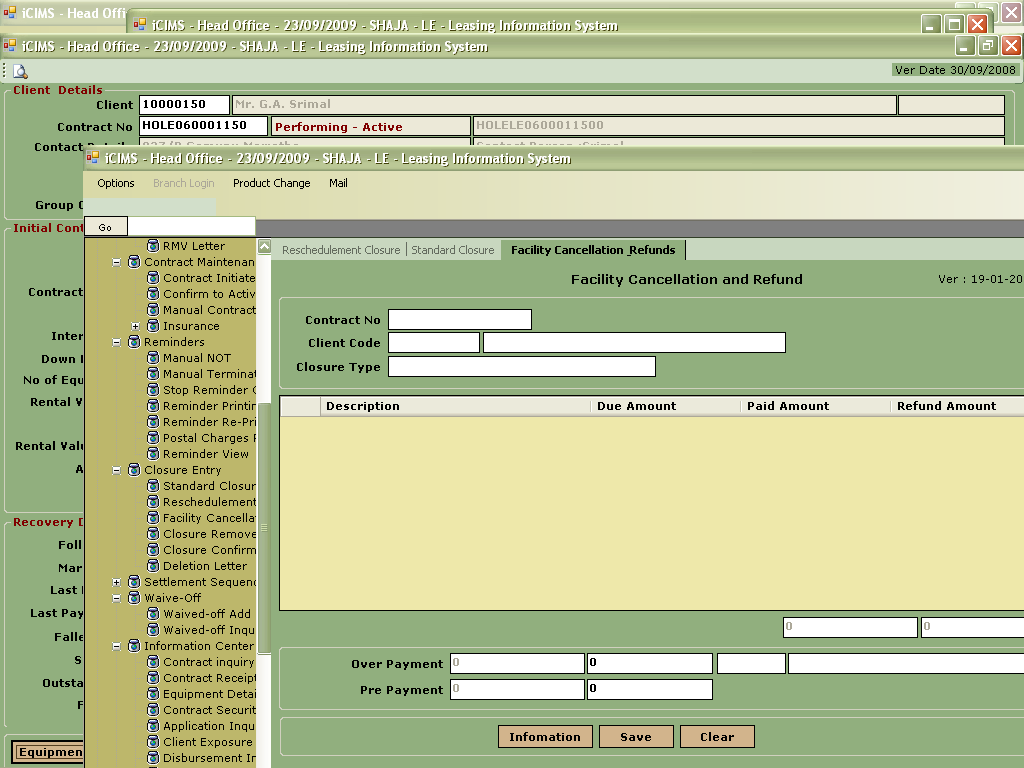 iCIMS - Head Offi
iCIMS - Head Office - 23/09/2009 - SHAJA - LE - Leasing Information System
iCIMS - Head Office - 23/09/2009 - SHAJA - LE - Leasing Information System
Ver Date 30/09/2008
Client Details
Client 10000150 Mr. G.A. Srimal
Contract No HOLE060001150 Performing - Active HOLELE0600011500
Contact
iCIMS - Head Office - 23/09/2009 - SHAJA - LE - Leasing Information System
Options Branch Login Product Change Mail
Group C
Go
Initial Cont
Contract
Inter
Down
No of Equ
Rental V
Rental Valu
A
Recovery D
Foll
Mar
Last
Last Pay
Falle
S
Outsta
F
Equipmen
RMV Letter
Contract Maintenan
Contract Initiate
Confirm to Activ
Manual Contract
Insurance
Reminders
Manual NOT
Manual Terminat
Stop Reminder C
Reminder Printin
Reminder Re-Pri
Postal Charges
Reminder View
Closure Entry
Standard Closur
Reschedulement
Facility Cancella
Closure Remove
Closure Confirm
Deletion Letter
Settlement Sequenc
Waive-Off
Waived-off Add
Waived-off Inqu
Information Center
Contract inquiry
Contract Receipt
Equipment Detai
Contract Securit
Application Inqu
Client Exposure
Disbursement In
Reschedulement Closure Standard Closure Facility Cancellation_Refunds
Facility Cancellation and Refund Ver : 19-01-20
Contract No
Client Code
Closure Type
Description Due Amount Paid Amount Refund Amount
0 0
Over Payment 0 0
Pre Payment 0 0
Infomation Save Clear